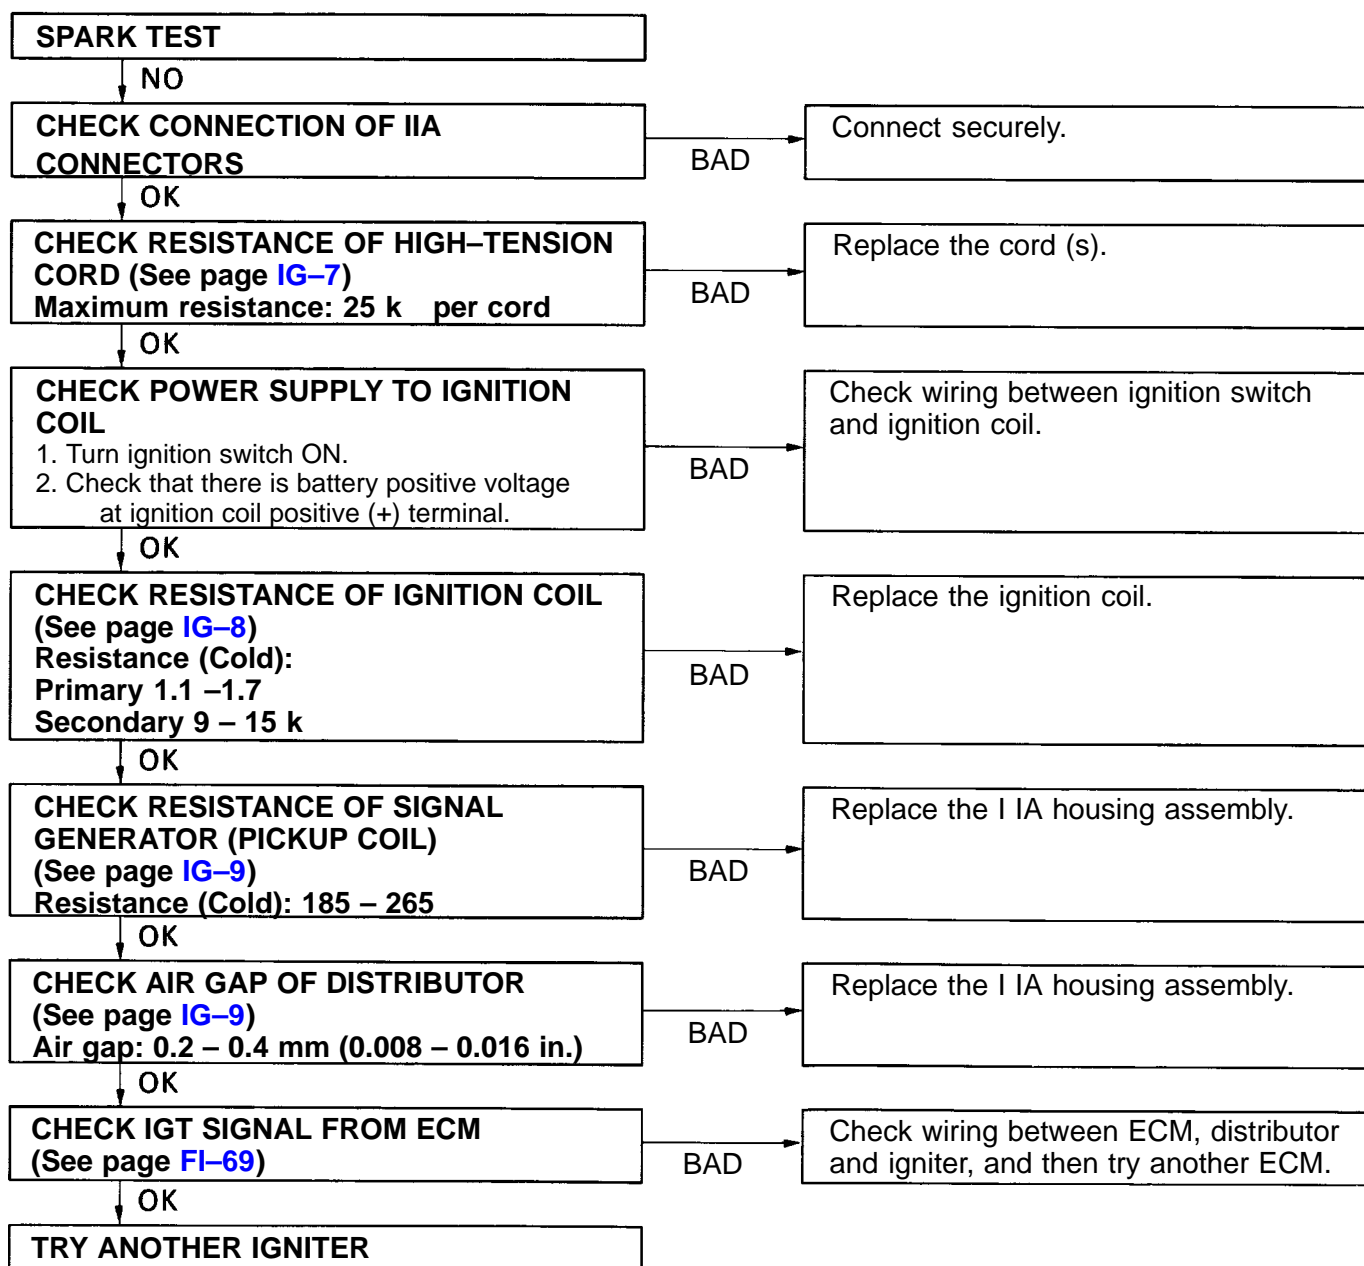 SPARK TEST
NO
CHECK CONNECTION OF IIA
CONNECTORS
BAD
Connect securely.
OK
CHECK RESISTANCE OF HIGH–TENSION
CORD (See page IG–7)
Maximum resistance: 25 k per cord
BAD
Replace the cord (s).
OK
CHECK POWER SUPPLY TO IGNITION
COIL
1. Turn ignition switch ON.
2. Check that there is battery positive voltage
at ignition coil positive (+) terminal.
BAD
Check wiring between ignition switch
and ignition coil.
OK
CHECK RESISTANCE OF IGNITION COIL
(See page IG–8)
Resistance (Cold):
Primary 1.1 –1.7
Secondary 9 – 15 k
BAD
Replace the ignition coil.
OK
CHECK RESISTANCE OF SIGNAL
GENERATOR (PICKUP COIL)
(See page IG–9)
Resistance (Cold): 185 – 265
BAD
Replace the I IA housing assembly.
OK
CHECK AIR GAP OF DISTRIBUTOR
(See page IG–9)
Air gap: 0.2 – 0.4 mm (0.008 – 0.016 in.)
BAD
Replace the I IA housing assembly.
OK
CHECK IGT SIGNAL FROM ECM
(See page FI–69)
BAD
Check wiring between ECM, distributor
and igniter, and then try another ECM.
OK
TRY ANOTHER IGNITER